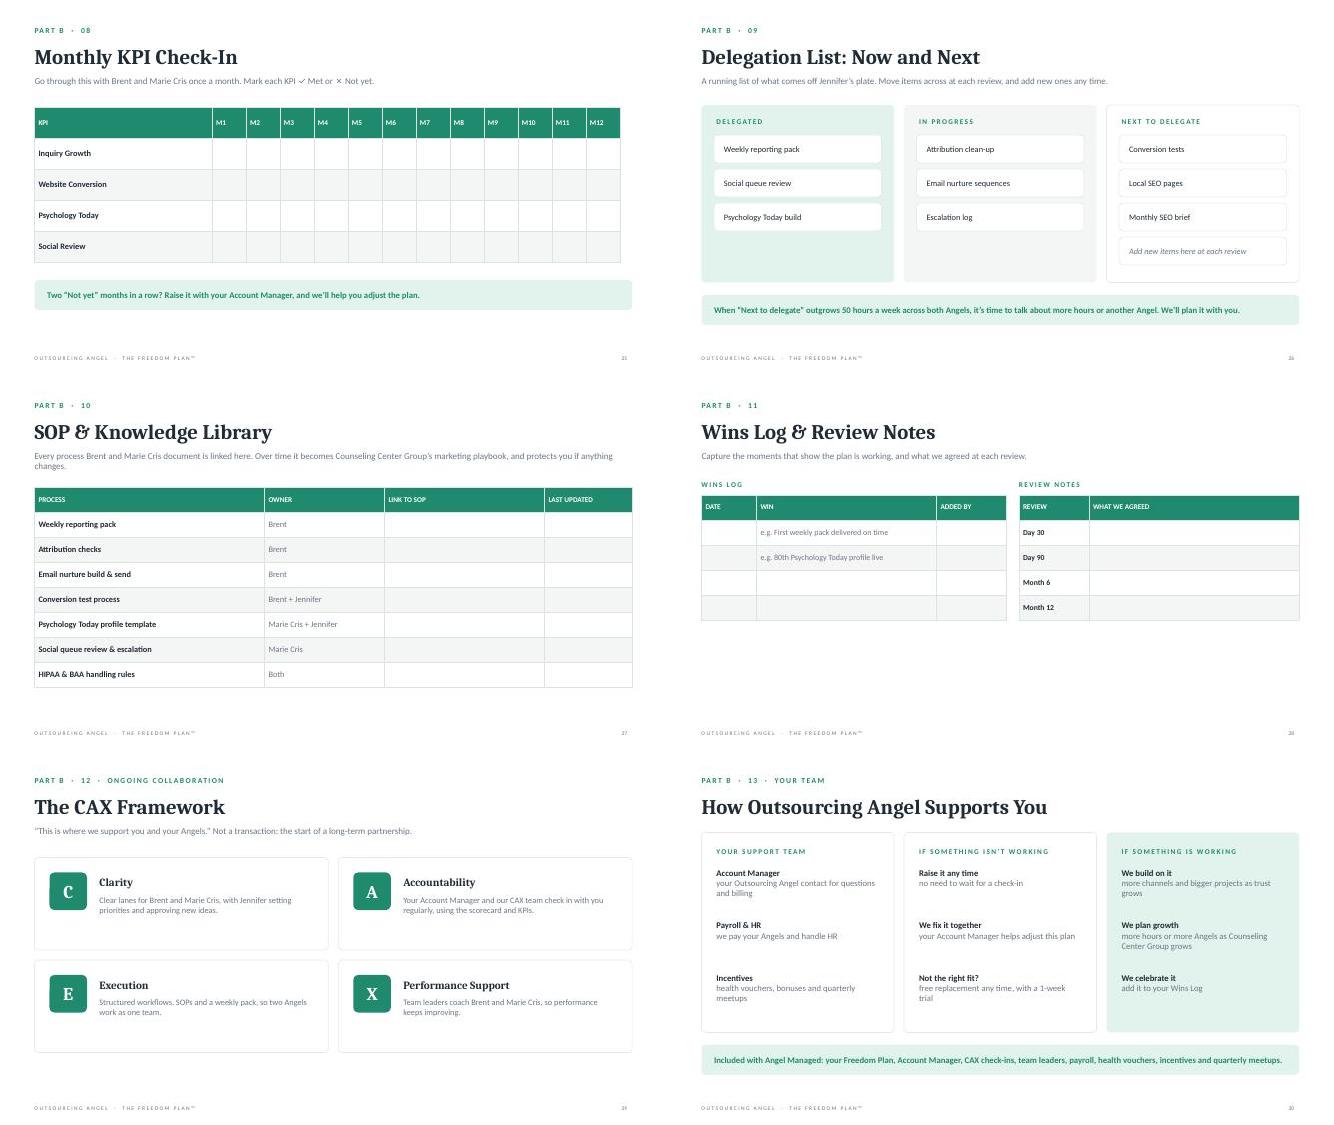 PART B · 08
Monthly KPI Check-In
Go through this with Brent and Marie Cris once a month. Mark each KPI ✓ Met or ✕ Not yet.
KPI M1 M2 M3 M4 M5 M6 M7 M8 M9 M10 M11 M12
Inquiry Growth
Website Conversion
Psychology Today
Social Review
Two “Not yet” months in a row? Raise it with your Account Manager, and we’ll help you adjust the plan.
OUTSOURCING ANGEL · THE FREEDOM PLAN™ 25
PART B · 09
Delegation List: Now and Next
A running list of what comes off Jennifer’s plate. Move items across at each review, and add new ones any time.
DELEGATED
Weekly reporting pack
Social queue review
Psychology Today build
IN PROGRESS
Attribution clean-up
Email nurture sequences
Escalation log
NEXT TO DELEGATE
Conversion tests
Local SEO pages
Monthly SEO brief
Add new items here at each review
When “Next to delegate” outgrows 50 hours a week across both Angels, it’s time to talk about more hours or another Angel. We’ll plan it with you.
OUTSOURCING ANGEL · THE FREEDOM PLAN™ 26
PART B · 10
SOP & Knowledge Library
Every process Brent and Marie Cris document is linked here. Over time it becomes Counseling Center Group’s marketing playbook, and protects you if anything
changes.
PROCESS OWNER LINK TO SOP LAST UPDATED
Weekly reporting pack Brent
Attribution checks Brent
Email nurture build & send Brent
Conversion test process Brent + Jennifer
Psychology Today profile template Marie Cris + Jennifer
Social queue review & escalation Marie Cris
HIPAA & BAA handling rules Both
OUTSOURCING ANGEL · THE FREEDOM PLAN™ 27
PART B · 11
Wins Log & Review Notes
Capture the moments that show the plan is working, and what we agreed at each review.
WINS LOG
DATE WIN ADDED BY
e.g. First weekly pack delivered on time
e.g. 80th Psychology Today profile live
REVIEW NOTES
REVIEW WHAT WE AGREED
Day 30
Day 90
Month 6
Month 12
OUTSOURCING ANGEL · THE FREEDOM PLAN™ 28
PART B · 12 · ONGOING COLLABORATION
The CAX Framework
“This is where we support you and your Angels.” Not a transaction: the start of a long-term partnership.
C
Clarity
Clear lanes for Brent and Marie Cris, with Jennifer setting
priorities and approving new ideas.
A
Accountability
Your Account Manager and our CAX team check in with you
regularly, using the scorecard and KPIs.
E
Execution
Structured workflows. SOPs and a weekly pack, so two Angels
work as one team.
X
Performance Support
Team leaders coach Brent and Marie Cris, so performance
keeps improving.
OUTSOURCING ANGEL · THE FREEDOM PLAN™ 29
PART B · 13 · YOUR TEAM
How Outsourcing Angel Supports You
YOUR SUPPORT TEAM
Account Manager
your Outsourcing Angel contact for questions
and billing
Payroll & HR
we pay your Angels and handle HR
Incentives
health vouchers, bonuses and quarterly
meetups
IF SOMETHING ISN’T WORKING
Raise it any time
no need to wait for a check-in
We fix it together
your Account Manager helps adjust this plan
Not the right fit?
free replacement any time, with a 1-week
trial
IF SOMETHING IS WORKING
We build on it
more channels and bigger projects as trust
grows
We plan growth
more hours or more Angels as Counseling
Center Group grows
We celebrate it
add it to your Wins Log
Included with Angel Managed: your Freedom Plan, Account Manager, CAX check-ins, team leaders, payroll, health vouchers, incentives and quarterly meetups.
OUTSOURCING ANGEL · THE FREEDOM PLAN™ 30